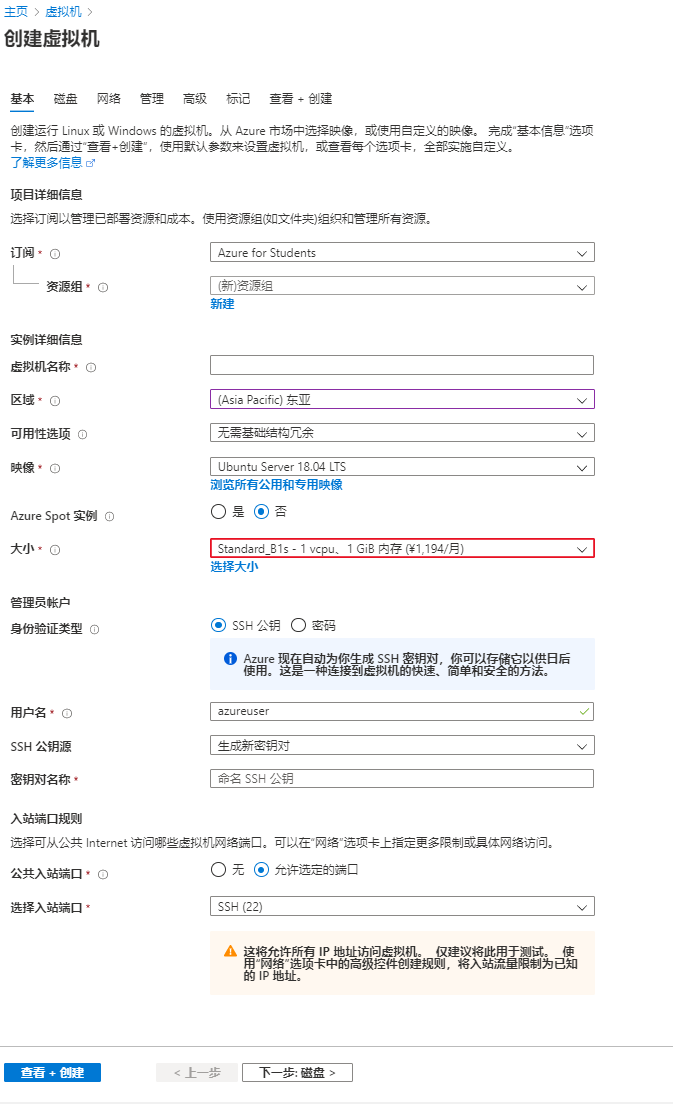 主页 > 虚拟机 >
创建虚拟机
基本 磁盘 网络 管理 高级 标记 查看 + 创建
创建运行 Linux 或 Windows 的虚拟机。从 Azure 市场中选择映像，或使用自定义的映像。 完成“基本信息”选项
卡，然后通过“查看+创建”，使用默认参数来设置虚拟机，或查看每个选项卡，全部实施自定义。
了解更多信息
项目详细信息
选择订阅以管理已部署资源和成本。使用资源组(如文件夹)组织和管理所有资源。
订阅 * Azure for Students
资源组 * (新)资源组
新建
实例详细信息
虚拟机名称 *
区域 * (Asia Pacific) 东亚
可用性选项 无需基础结构冗余
映像 * Ubuntu Server 18.04 LTS
浏览所有公用和专用映像
Azure Spot 实例 是 否
大小 * Standard_B1s - 1 vcpu、1 GiB 内存 (¥1,194/月)
选择大小
管理员帐户
身份验证类型 SSH 公钥 密码
Azure 现在自动为你生成 SSH 密钥对，你可以存储它以供日后
使用。这是一种连接到虚拟机的快速、简单和安全的方法。
用户名 * azureuser
SSH 公钥源 生成新密钥对
密钥对名称 * 命名 SSH 公钥
入站端口规则
选择可从公共 Internet 访问哪些虚拟机网络端口。可以在“网络”选项卡上指定更多限制或具体网络访问。
公共入站端口 * 无 允许选定的端口
选择入站端口 * SSH (22)
这将允许所有 IP 地址访问虚拟机。 仅建议将此用于测试。 使
用“网络”选项卡中的高级控件创建规则，将入站流量限制为已知
的 IP 地址。
查看 + 创建 < 上一步 下一步: 磁盘 >